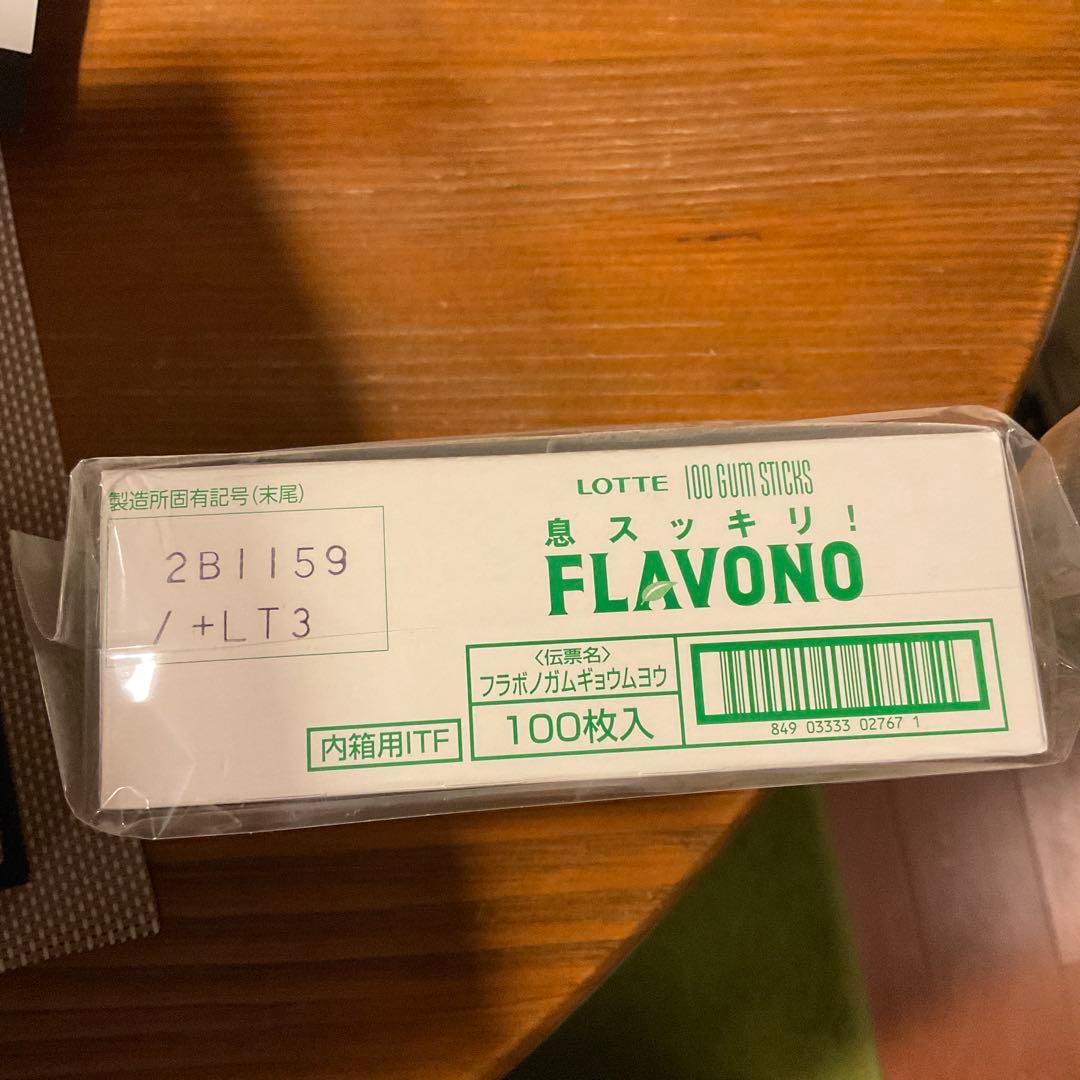 製造所固有記号(末尾)
2B1159
/+LT3
LOTTE 100 GUM STICKS
息スッキリ!
FLAVONO
〈伝票名〉
フラボノガムギョウムヨウ
100枚入
内箱用ITF
849 03333 02767 1